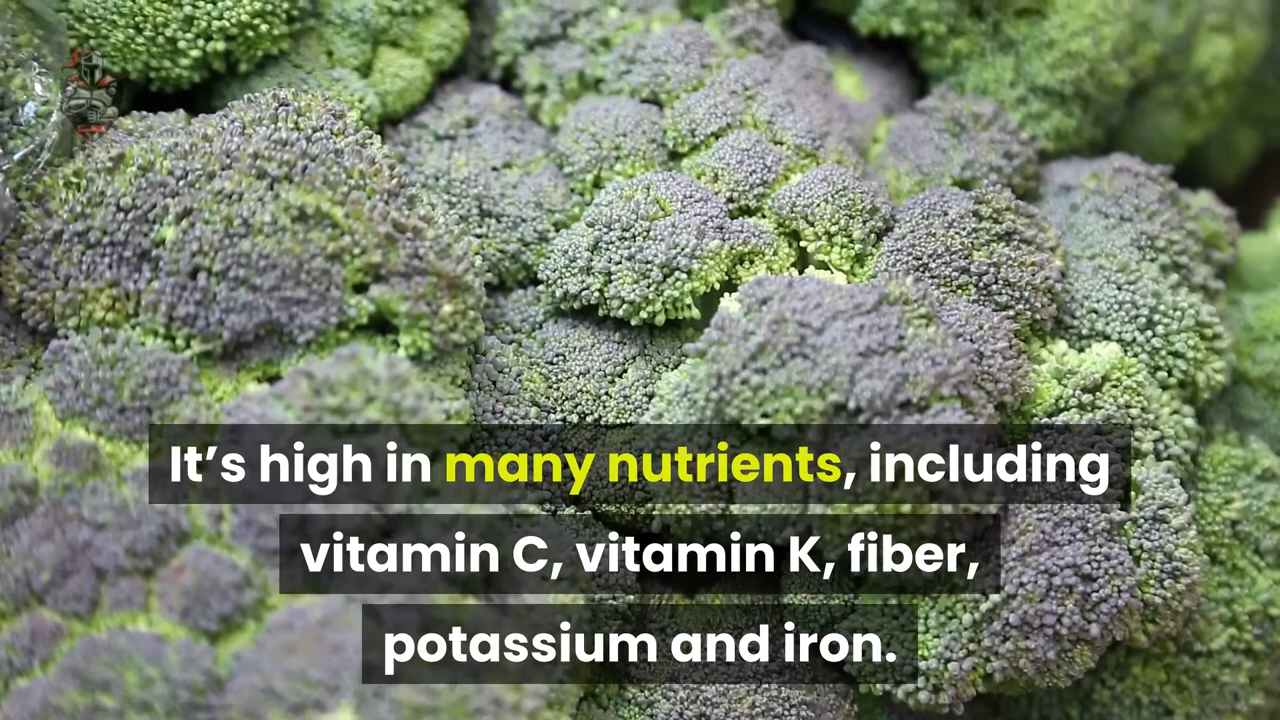 It’s high in many nutrients, including
vitamin C, vitamin K, fiber,
potassium and iron.